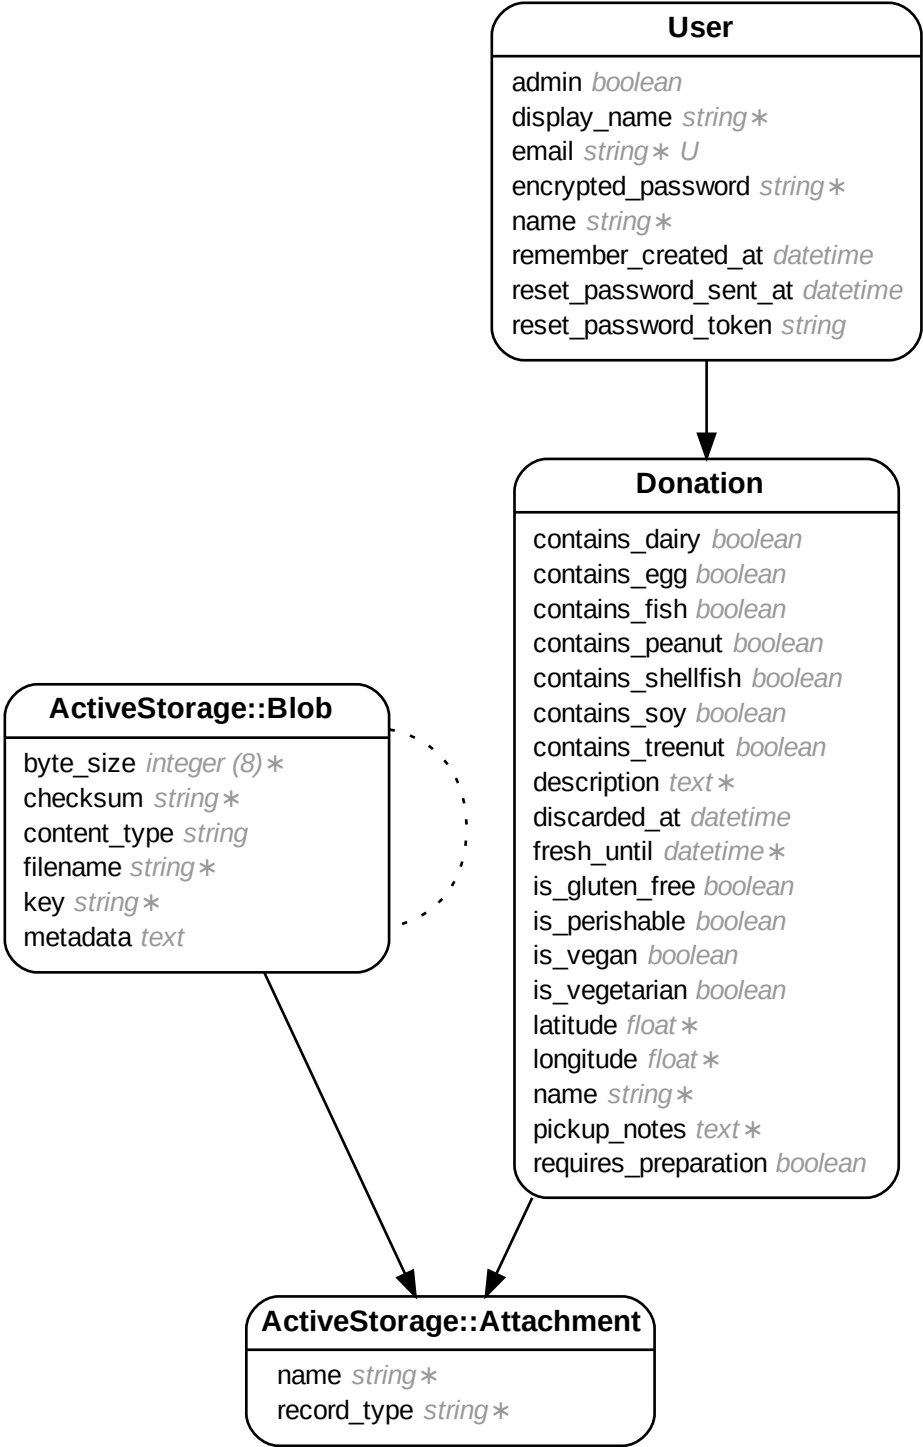 User
admin boolean
display_name string∗
email string∗ U
encrypted_password string∗
name string∗
remember_created_at datetime
reset_password_sent_at datetime
reset_password_token string
Donation
contains_dairy boolean
contains_egg boolean
contains_fish boolean
contains_peanut boolean
contains_shellfish boolean
contains_soy boolean
contains_treenut boolean
description text∗
discarded_at datetime
fresh_until datetime∗
is_gluten_free boolean
is_perishable boolean
is_vegan boolean
is_vegetarian boolean
latitude float∗
longitude float∗
name string∗
pickup_notes text∗
requires_preparation boolean
ActiveStorage::Blob
byte_size integer (8)∗
checksum string∗
content_type string
filename string∗
key string∗
metadata text
ActiveStorage::Attachment
name string∗
record_type string∗